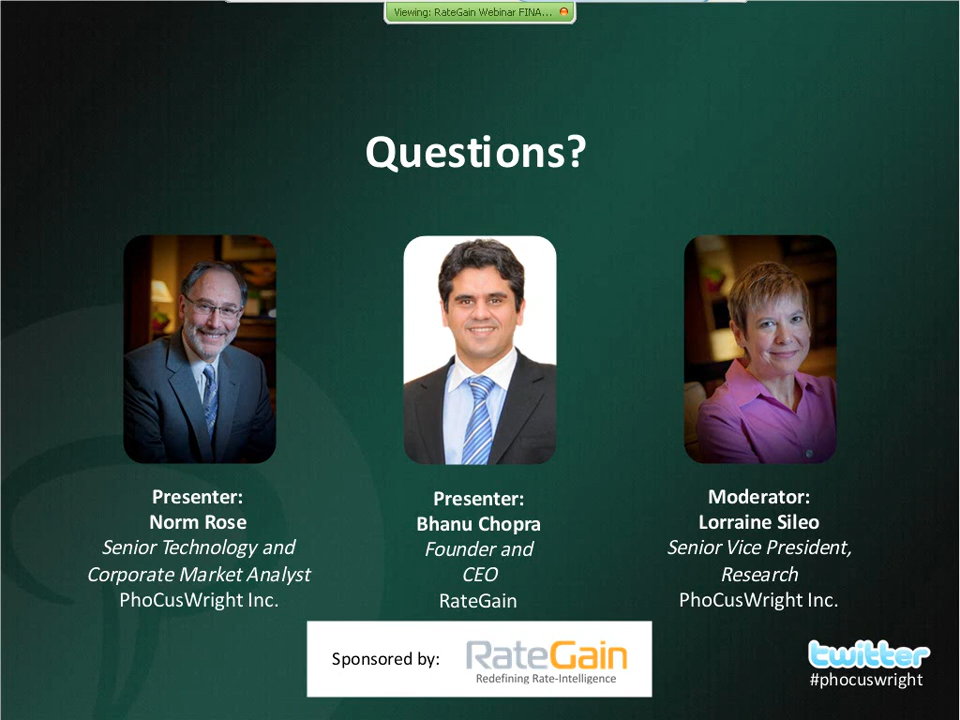 Viewing: RateGain Webinar FINA...
Questions?
Presenter:
Norm Rose
Senior Technology and
Corporate Market Analyst
PhoCusWright Inc.
Presenter:
Bhanu Chopra
Founder and
CEO
RateGain
Moderator:
Lorraine Sileo
Senior Vice President,
Research
PhoCusWright Inc.
Sponsored by:
RateGain
Redefining Rate-Intelligence
twitter
#phocuswright